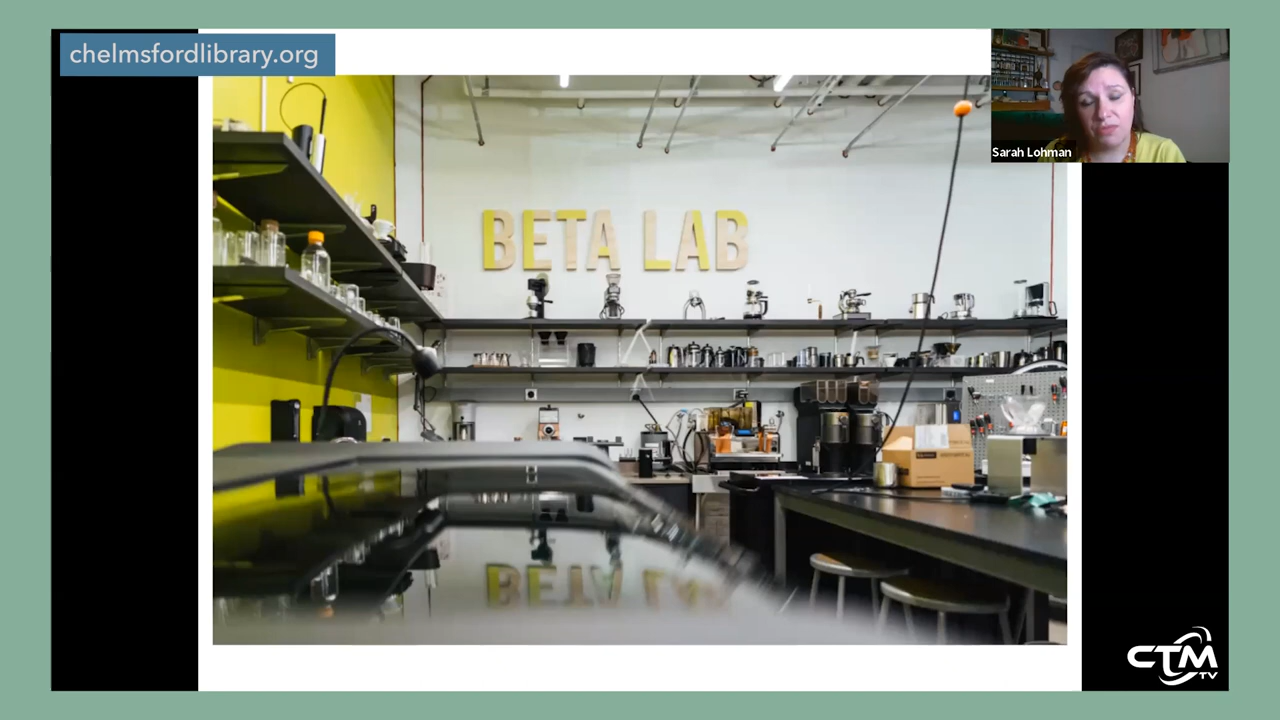 chelmsfordlibrary.org
Sarah Lohman
BETA LAB
CTM
TV